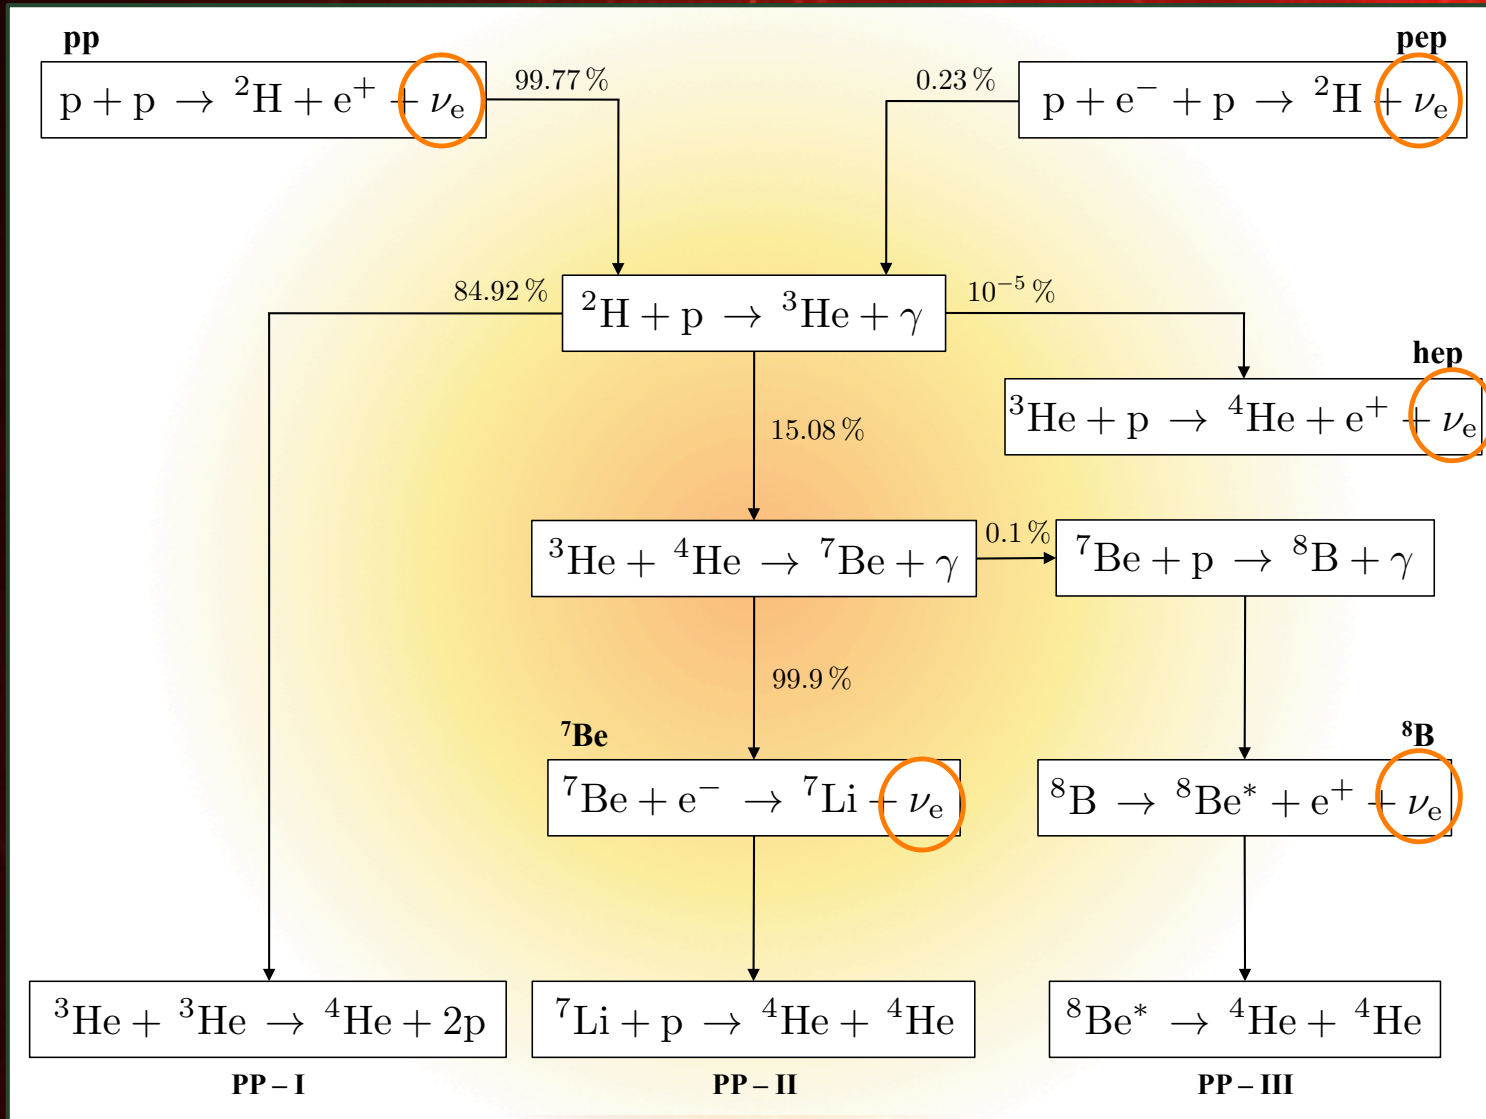 pp
pep
p + p → ²H + e⁺ + νₑ
99.77 %
0.23 %
p + e⁻ + p → ²H + νₑ
84.92 %
²H + p → ³He + γ
10⁻⁵ %
hep
³He + p → ⁴He + e⁺ + νₑ
15.08 %
³He + ⁴He → ⁷Be + γ
0.1 %
⁷Be + p → ⁸B + γ
99.9 %
⁷Be
⁸B
⁷Be + e⁻ → ⁷Li + νₑ
⁸B → ⁸Be* + e⁺ + νₑ
³He + ³He → ⁴He + 2p
⁷Li + p → ⁴He + ⁴He
⁸Be* → ⁴He + ⁴He
PP – I
PP – II
PP – III